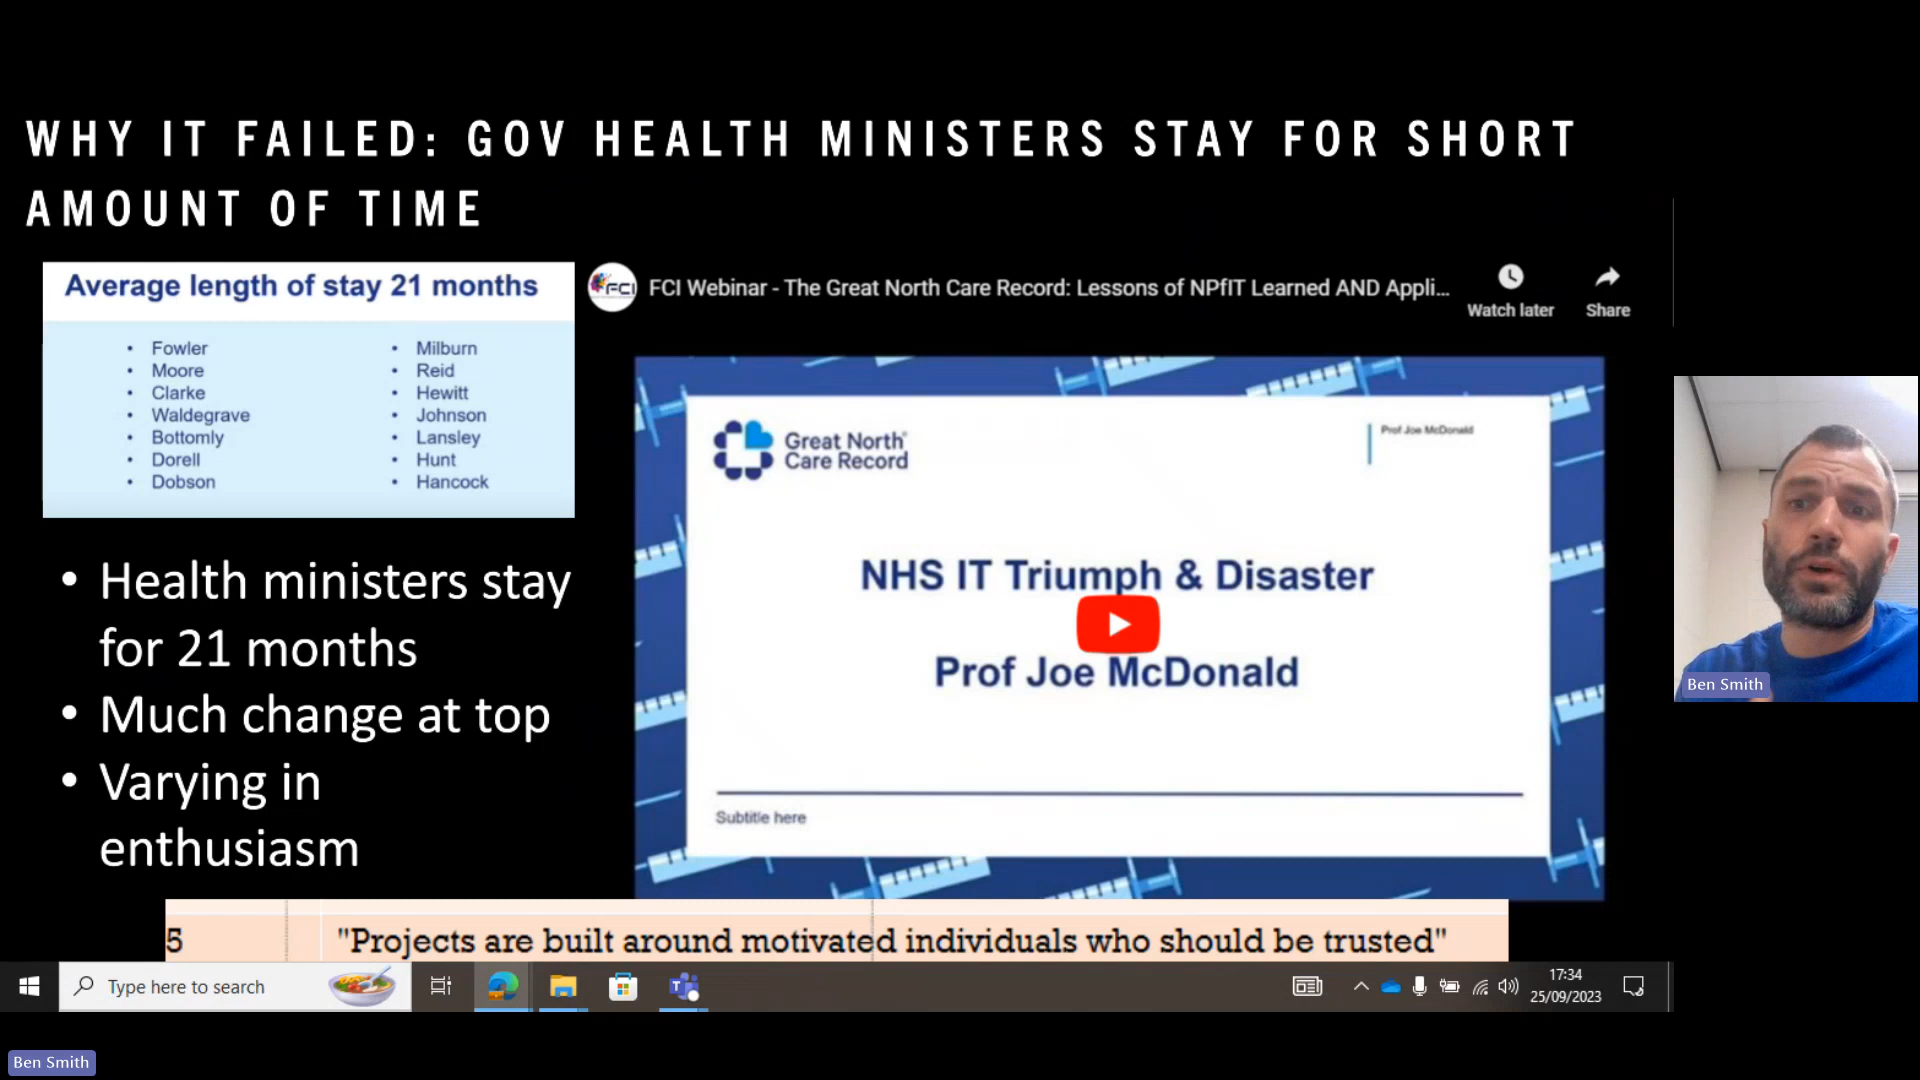 WHY IT FAILED: GOV HEALTH MINISTERS STAY FOR SHORT
AMOUNT OF TIME
Average length of stay 21 months
• Fowler
• Moore
• Clarke
• Waldegrave
• Bottomly
• Dorell
• Dobson
• Milburn
• Reid
• Hewitt
• Johnson
• Lansley
• Hunt
• Hancock
FCI
FCI Webinar - The Great North Care Record: Lessons of NPfIT Learned AND Appli...
Watch later
Share
Great North
Care Record
Prof Joe McDonald
NHS IT Triumph & Disaster
Prof Joe McDonald
Subtitle here
• Health ministers stay
for 21 months
• Much change at top
• Varying in
enthusiasm
5 "Projects are built around motivated individuals who should be trusted"
Ben Smith
Type here to search
17:34
25/09/2023
Ben Smith